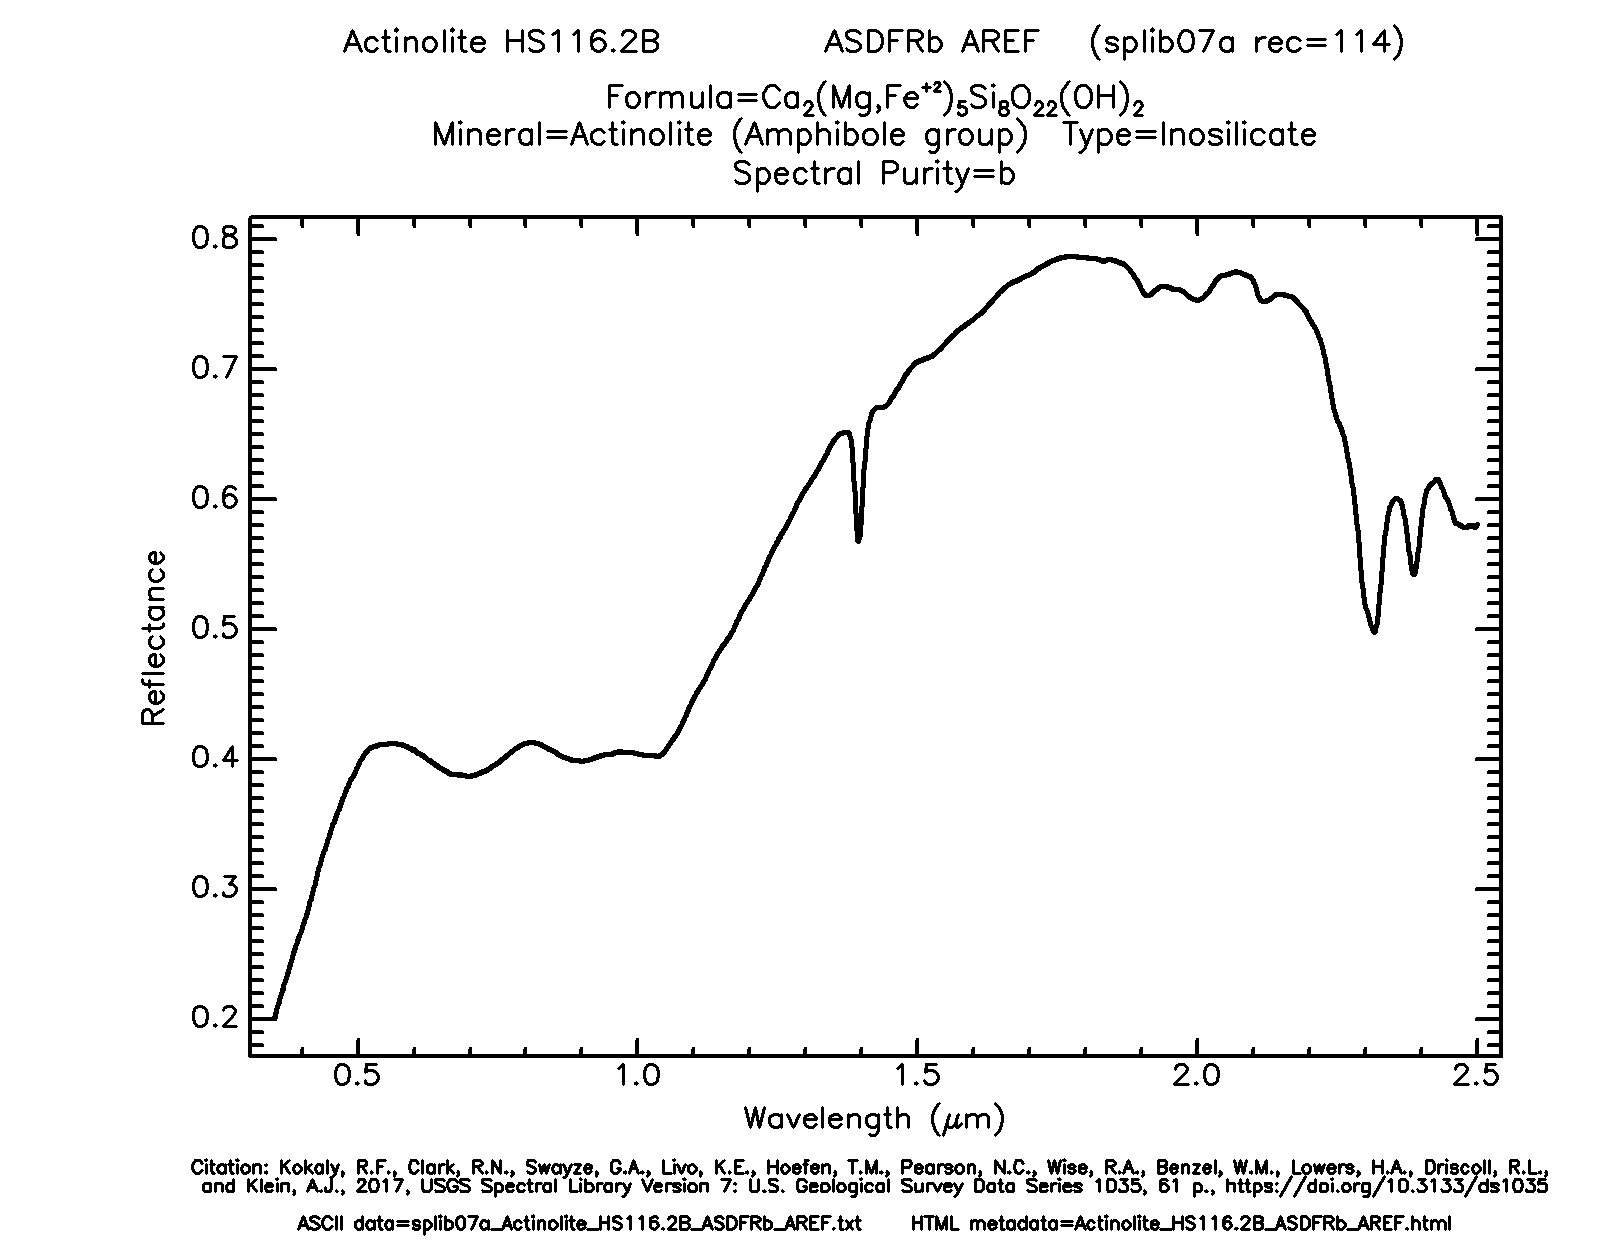 Actinolite HS116.2B ASDFRb AREF (splib07a rec=114)
Formula=Ca₂(Mg,Fe⁺²)₅Si₈O₂₂(OH)₂
Mineral=Actinolite (Amphibole group) Type=Inosilicate
Spectral Purity=b
0.8
0.7
0.6
0.5
0.4
0.3
0.2
Reflectance
0.5 1.0 1.5 2.0 2.5
Wavelength (μm)
Citation: Kokaly, R.F., Clark, R.N., Swayze, G.A., Livo, K.E., Hoefen, T.M., Pearson, N.C., Wise, R.A., Benzel, W.M., Lowers, H.A., Driscoll, R.L.,
and Klein, A.J., 2017, USGS Spectral Library Version 7: U.S. Geological Survey Data Series 1035, 61 p., https://doi.org/10.3133/ds1035
ASCII data=splib07a_Actinolite_HS116.2B_ASDFRb_AREF.txt HTML metadata=Actinolite_HS116.2B_ASDFRb_AREF.html